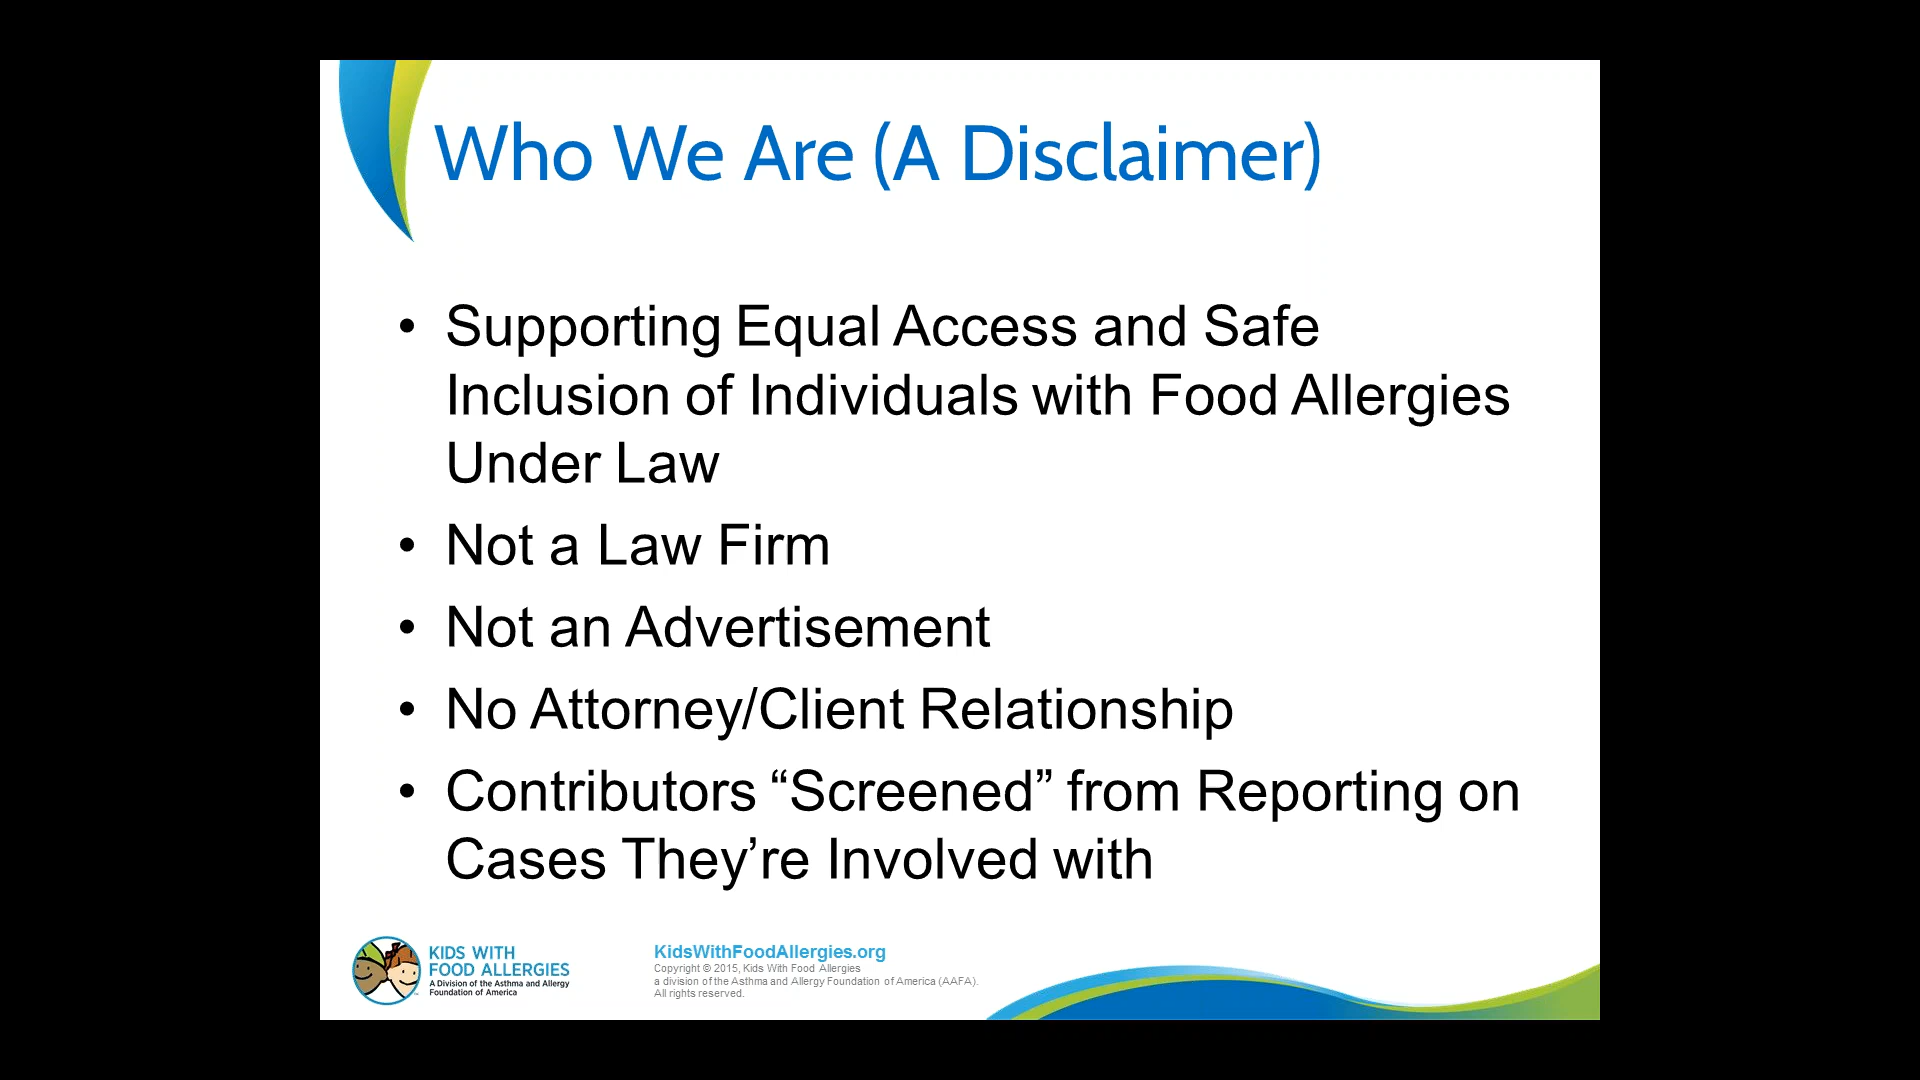 Who We Are (A Disclaimer)
• Supporting Equal Access and Safe
Inclusion of Individuals with Food Allergies
Under Law
• Not a Law Firm
• Not an Advertisement
• No Attorney/Client Relationship
• Contributors “Screened” from Reporting on
Cases They’re Involved with
KIDS WITH
FOOD ALLERGIES
A Division of the Asthma and Allergy
Foundation of America
KidsWithFoodAllergies.org
Copyright © 2015, Kids With Food Allergies
a division of the Asthma and Allergy Foundation of America (AAFA).
All rights reserved.